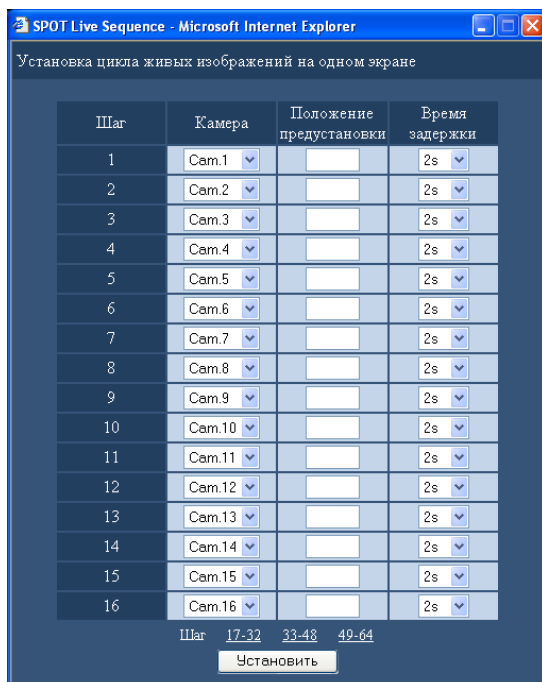 SPOT Live Sequence - Microsoft Internet Explorer
Установка цикла живых изображений на одном экране
Шаг Камера Положение предустановки Время задержки
1 Cam.1 2s
2 Cam.2 2s
3 Cam.3 2s
4 Cam.4 2s
5 Cam.5 2s
6 Cam.6 2s
7 Cam.7 2s
8 Cam.8 2s
9 Cam.9 2s
10 Cam.10 2s
11 Cam.11 2s
12 Cam.12 2s
13 Cam.13 2s
14 Cam.14 2s
15 Cam.15 2s
16 Cam.16 2s
Шаг 17-32 33-48 49-64
Установить